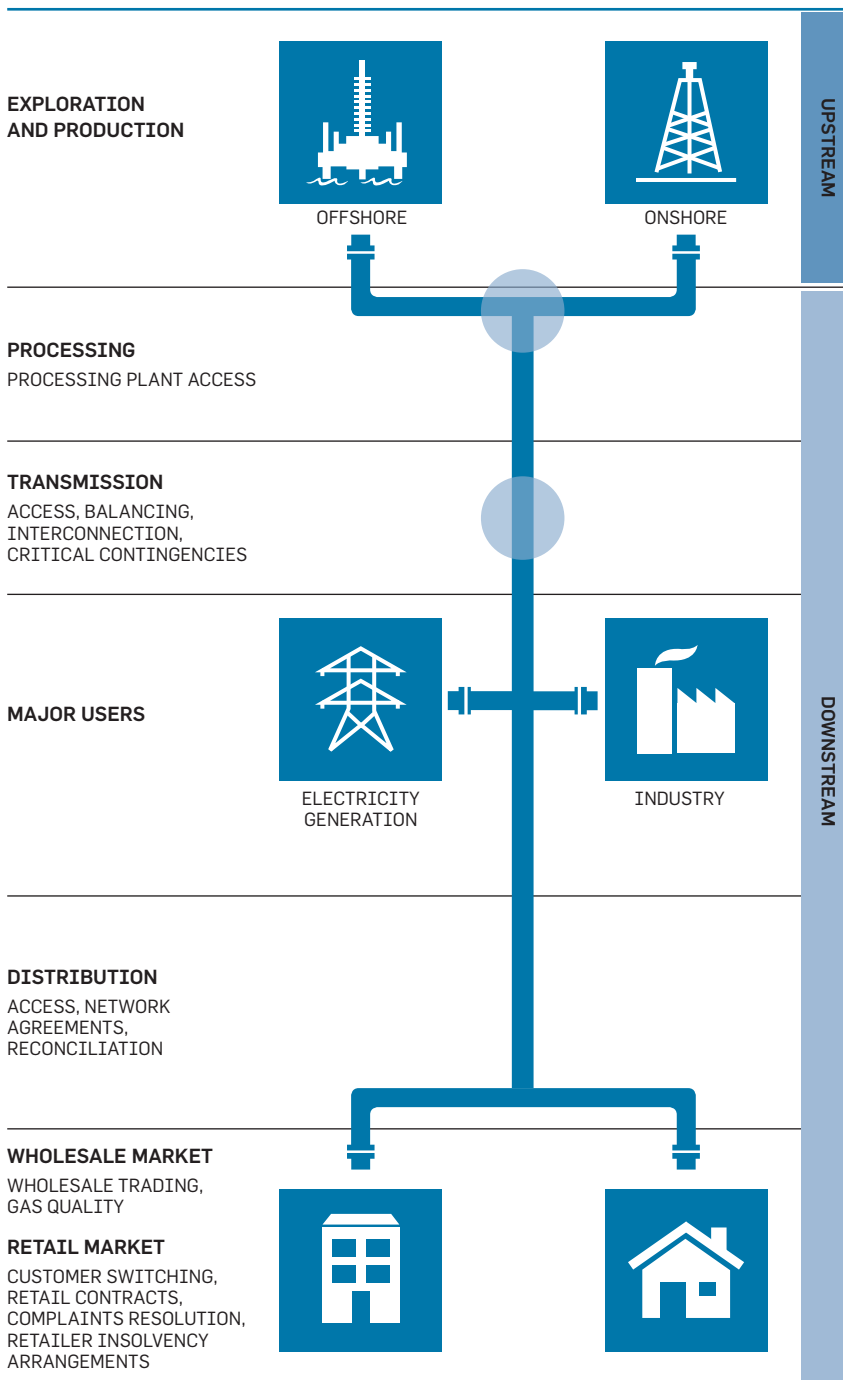 EXPLORATION
AND PRODUCTION
OFFSHORE
ONSHORE
UPSTREAM
PROCESSING
PROCESSING PLANT ACCESS
TRANSMISSION
ACCESS, BALANCING,
INTERCONNECTION,
CRITICAL CONTINGENCIES
MAJOR USERS
ELECTRICITY
GENERATION
INDUSTRY
DOWNSTREAM
DISTRIBUTION
ACCESS, NETWORK
AGREEMENTS,
RECONCILIATION
WHOLESALE MARKET
WHOLESALE TRADING,
GAS QUALITY
RETAIL MARKET
CUSTOMER SWITCHING,
RETAIL CONTRACTS,
COMPLAINTS RESOLUTION,
RETAILER INSOLVENCY
ARRANGEMENTS